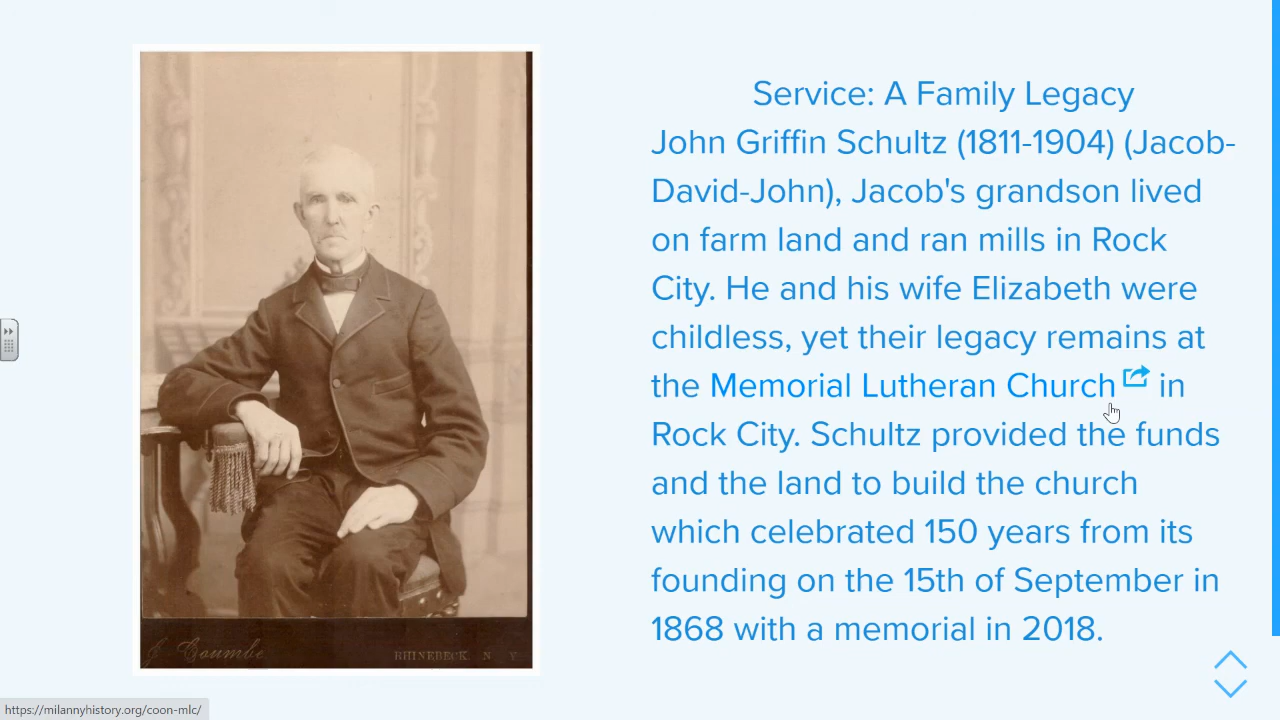 Service: A Family Legacy
John Griffin Schultz (1811-1904) (Jacob-
David-John), Jacob's grandson lived
on farm land and ran mills in Rock
City. He and his wife Elizabeth were
childless, yet their legacy remains at
the Memorial Lutheran Church in
Rock City. Schultz provided the funds
and the land to build the church
which celebrated 150 years from its
founding on the 15th of September in
1868 with a memorial in 2018.
J. Coumbe RHINEBECK, N. Y.
https://milannyhistory.org/coon-mlc/